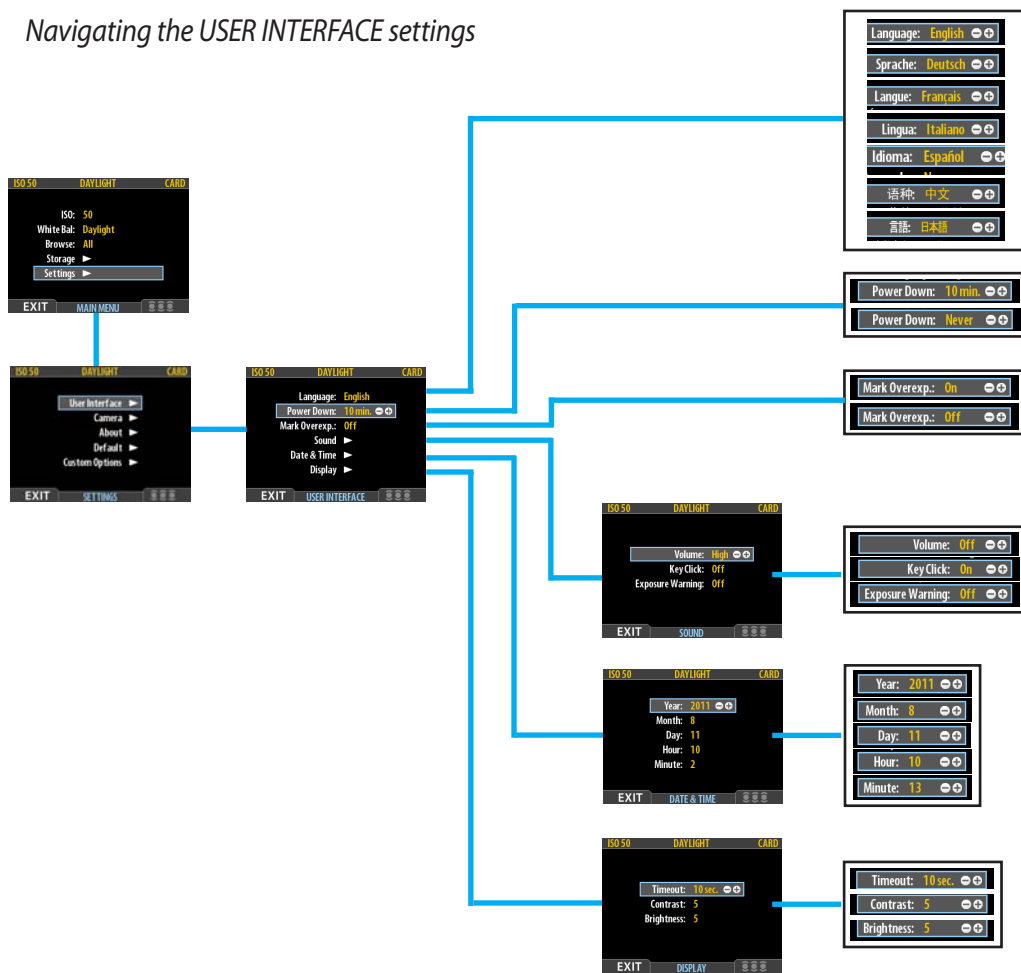 Navigating the USER INTERFACE settings
Language: English
Sprache: Deutsch
Langue: Français
Lingua: Italiano
Idioma: Español
语种: 中文
言語: 日本語
ISO 50 DAYLIGHT CARD
ISO: 50
White Bal: Daylight
Browse: All
Storage
Settings
EXIT MAIN MENU
ISO 50 DAYLIGHT CARD
User Interface
Camera
About
Default
Custom Options
EXIT SETTINGS
ISO 50 DAYLIGHT CARD
Language: English
Power Down: 10 min.
Mark Overexp.: Off
Sound
Date & Time
Display
EXIT USER INTERFACE
Power Down: 10 min.
Power Down: Never
Mark Overexp.: On
Mark Overexp.: Off
ISO 50 DAYLIGHT CARD
Volume: High
Key Click: Off
Exposure Warning: Off
EXIT SOUND
Volume: Off
Key Click: On
Exposure Warning: Off
ISO 50 DAYLIGHT CARD
Year: 2011
Month: 8
Day: 11
Hour: 10
Minute: 2
EXIT DATE & TIME
Year: 2011
Month: 8
Day: 11
Hour: 10
Minute: 13
ISO 50 DAYLIGHT CARD
Timeout: 10 sec.
Contrast: 5
Brightness: 5
EXIT DISPLAY
Timeout: 10 sec.
Contrast: 5
Brightness: 5